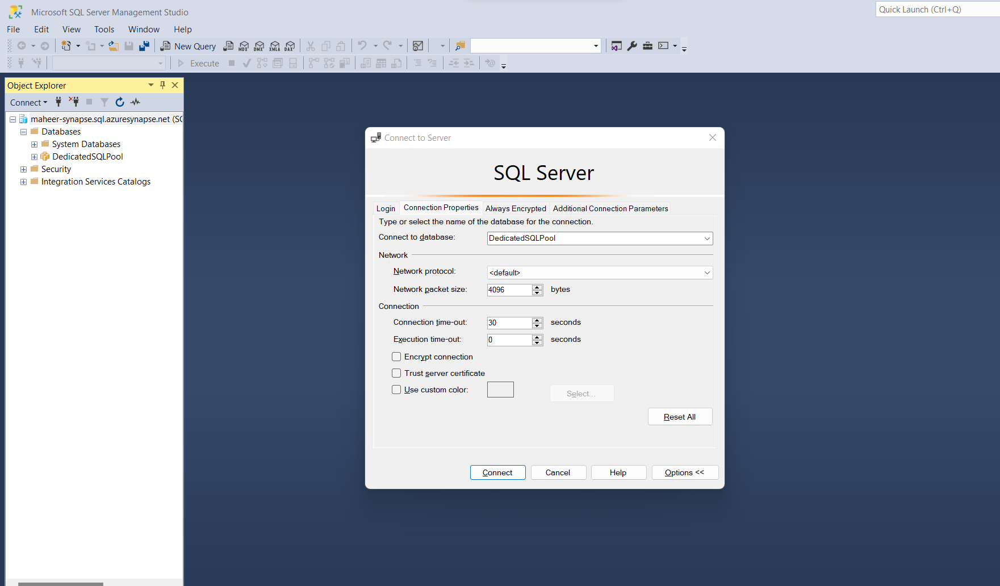 Microsoft SQL Server Management Studio
Quick Launch (Ctrl+Q)
File Edit View Tools Window Help
New Query MDX DMX XMLA DAX
Execute
Object Explorer
Connect
maheer-synapse.sql.azuresynapse.net (SQ
Databases
System Databases
DedicatedSQLPool
Security
Integration Services Catalogs
Connect to Server
SQL Server
Login Connection Properties Always Encrypted Additional Connection Parameters
Type or select the name of the database for the connection.
Connect to database: DedicatedSQLPool
Network
Network protocol: <default>
Network packet size: 4096 bytes
Connection
Connection time-out: 30 seconds
Execution time-out: 0 seconds
Encrypt connection
Trust server certificate
Use custom color: Select...
Reset All
Connect Cancel Help Options <<